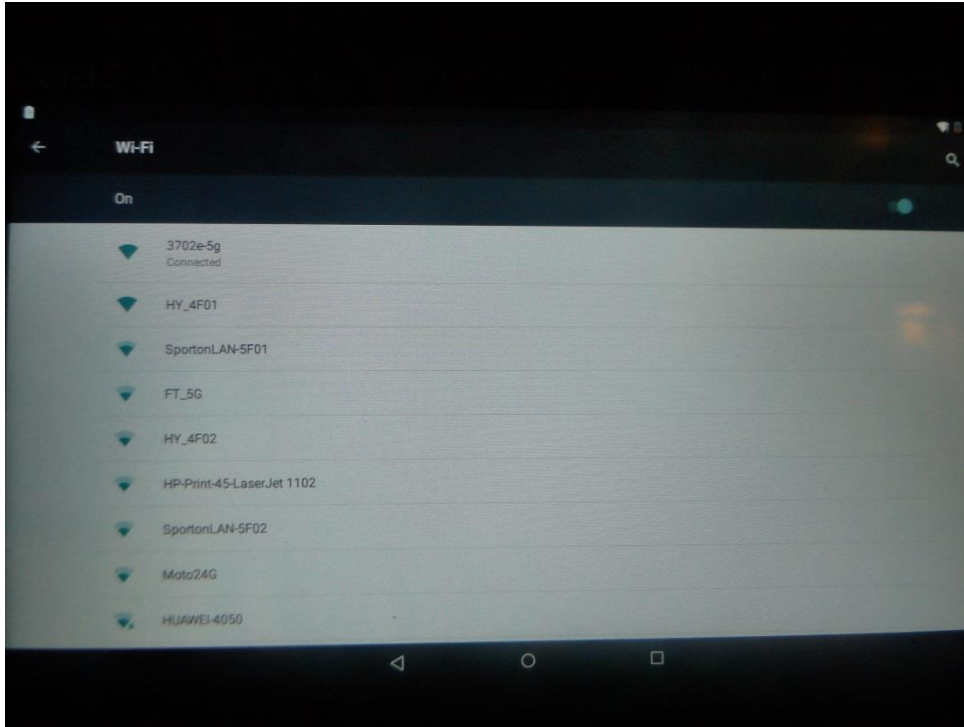 Wi-Fi
On
3702e-5g
Connected
HY_4F01
SportonLAN-5F01
FT_5G
HY_4F02
HP-Print-45-LaserJet 1102
SportonLAN-5F02
Moto24G
HUAWEI-4050